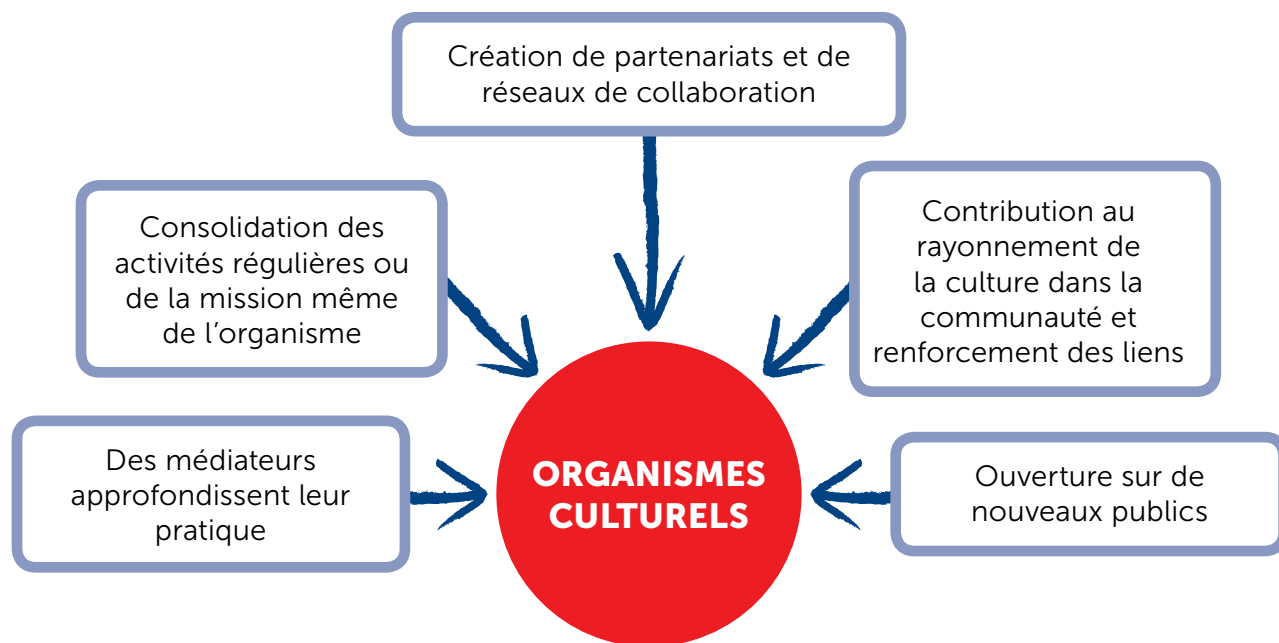 Création de partenariats et de
réseaux de collaboration
Consolidation des
activités régulières ou
de la mission même
de l’organisme
Contribution au
rayonnement de
la culture dans la
communauté et
renforcement des liens
Des médiateurs
approfondissent leur
pratique
ORGANISMES
CULTURELS
Ouverture sur de
nouveaux publics